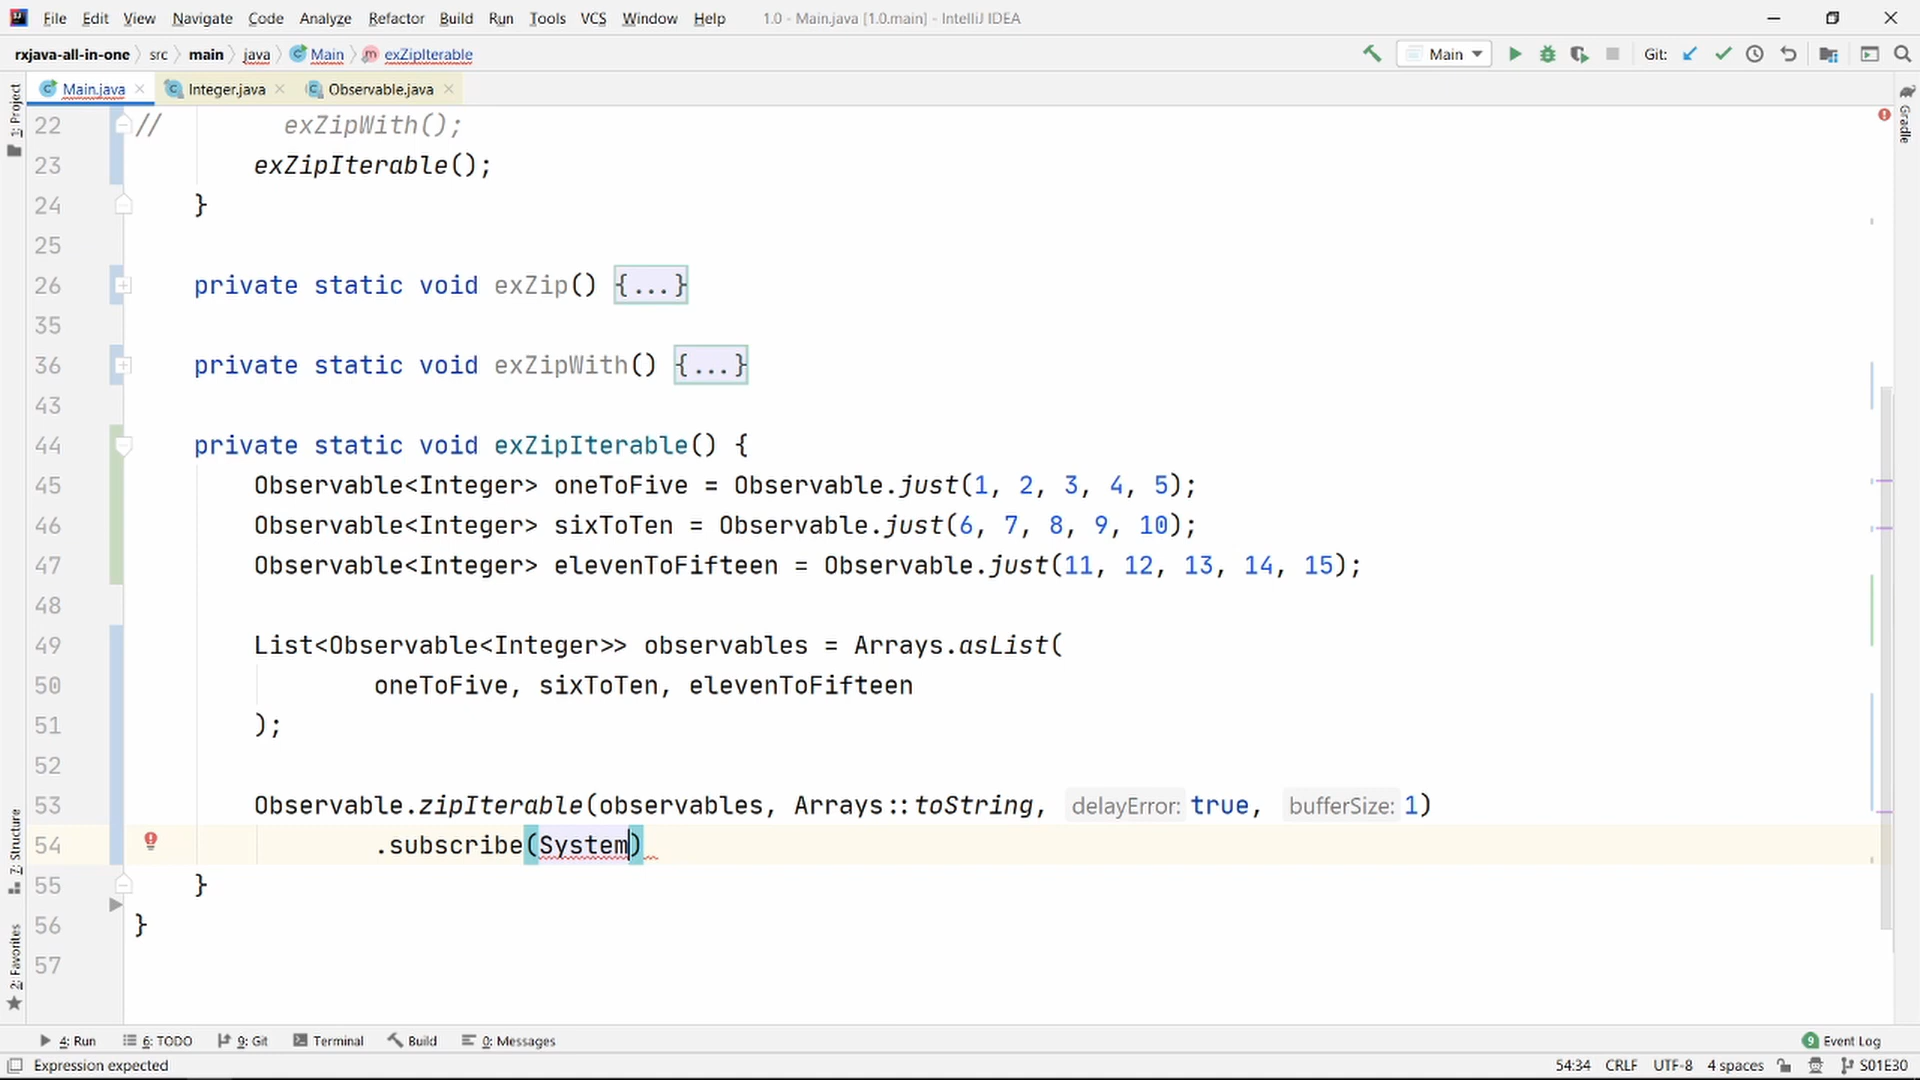 File Edit View Navigate Code Analyze Refactor Build Run Tools VCS Window Help 1.0 - Main.java [1.0.main] - IntelliJ IDEA
rxjava-all-in-one src main java Main exZipIterable Main Git:
Main.java Integer.java Observable.java
1: Project
Gradle
22 // exZipWith();
23 exZipIterable();
24 }
25
26 private static void exZip() {...}
35
36 private static void exZipWith() {...}
43
44 private static void exZipIterable() {
45 Observable<Integer> oneToFive = Observable.just(1, 2, 3, 4, 5);
46 Observable<Integer> sixToTen = Observable.just(6, 7, 8, 9, 10);
47 Observable<Integer> elevenToFifteen = Observable.just(11, 12, 13, 14, 15);
48
49 List<Observable<Integer>> observables = Arrays.asList(
50 oneToFive, sixToTen, elevenToFifteen
51 );
52
53 Observable.zipIterable(observables, Arrays::toString, delayError: true, bufferSize: 1)
54 .subscribe(System)
55 }
56 }
57
7: Structure
2: Favorites
4: Run 6: TODO 9: Git Terminal Build 0: Messages 9 Event Log
Expression expected 54:34 CRLF UTF-8 4 spaces S01E30